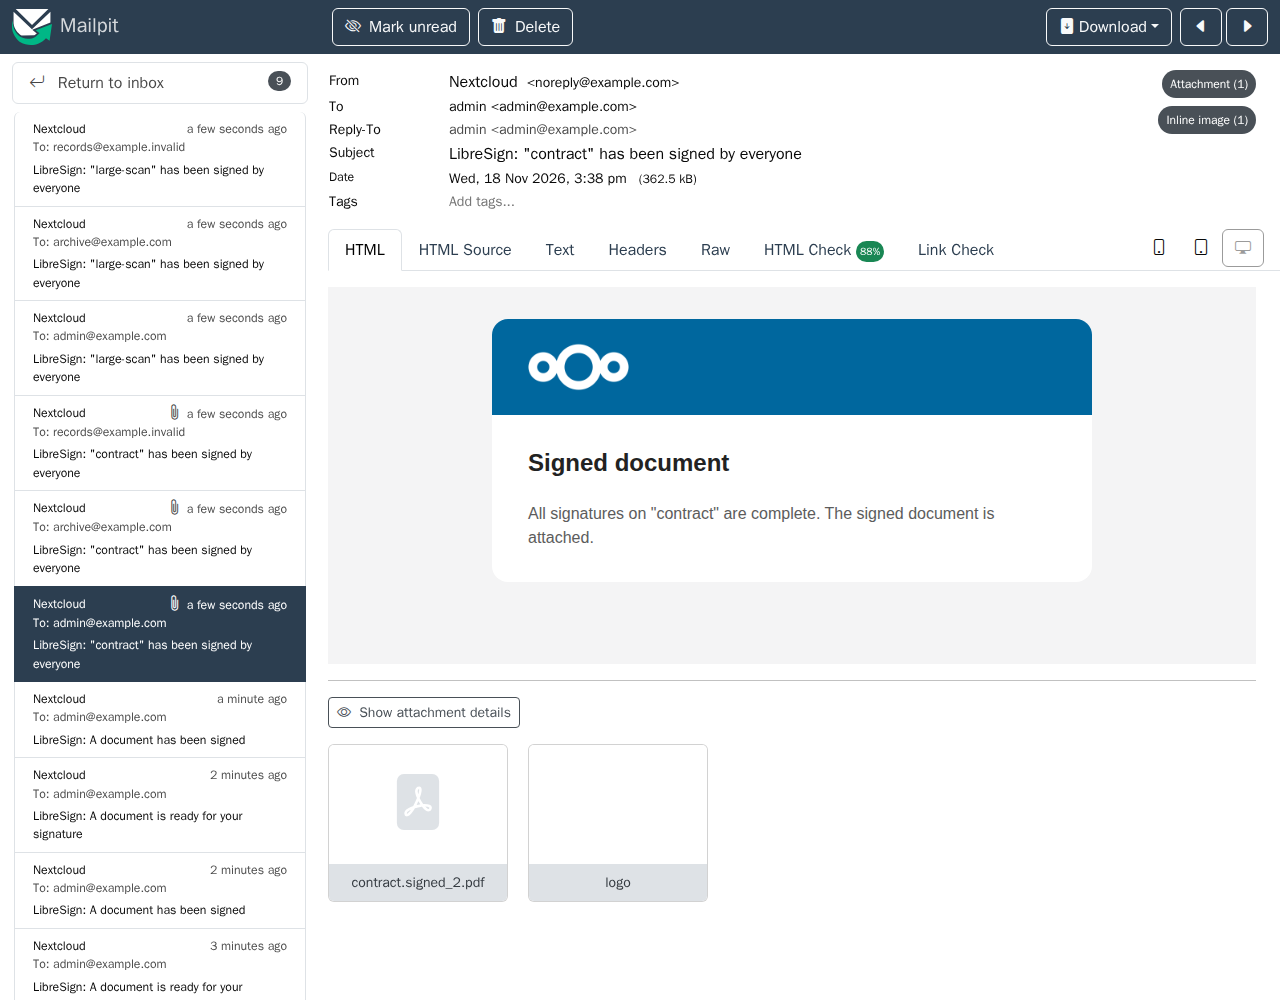 Mailpit
Mark unread
Delete
Download
Return to inbox 9
Nextcloud a few seconds ago
To: records@example.invalid
LibreSign: "large-scan" has been signed by
everyone
Nextcloud a few seconds ago
To: archive@example.com
LibreSign: "large-scan" has been signed by
everyone
Nextcloud a few seconds ago
To: admin@example.com
LibreSign: "large-scan" has been signed by
everyone
Nextcloud a few seconds ago
To: records@example.invalid
LibreSign: "contract" has been signed by
everyone
Nextcloud a few seconds ago
To: archive@example.com
LibreSign: "contract" has been signed by
everyone
Nextcloud a few seconds ago
To: admin@example.com
LibreSign: "contract" has been signed by
everyone
Nextcloud a minute ago
To: admin@example.com
LibreSign: A document has been signed
Nextcloud 2 minutes ago
To: admin@example.com
LibreSign: A document is ready for your
signature
Nextcloud 2 minutes ago
To: admin@example.com
LibreSign: A document has been signed
Nextcloud 3 minutes ago
To: admin@example.com
LibreSign: A document is ready for your
From Nextcloud <noreply@example.com>
To admin <admin@example.com>
Reply-To admin <admin@example.com>
Subject LibreSign: "contract" has been signed by everyone
Date Wed, 18 Nov 2026, 3:38 pm (362.5 kB)
Tags Add tags...
Attachment (1)
Inline image (1)
HTML HTML Source Text Headers Raw HTML Check 88% Link Check
Signed document
All signatures on "contract" are complete. The signed document is
attached.
Show attachment details
contract.signed_2.pdf
logo